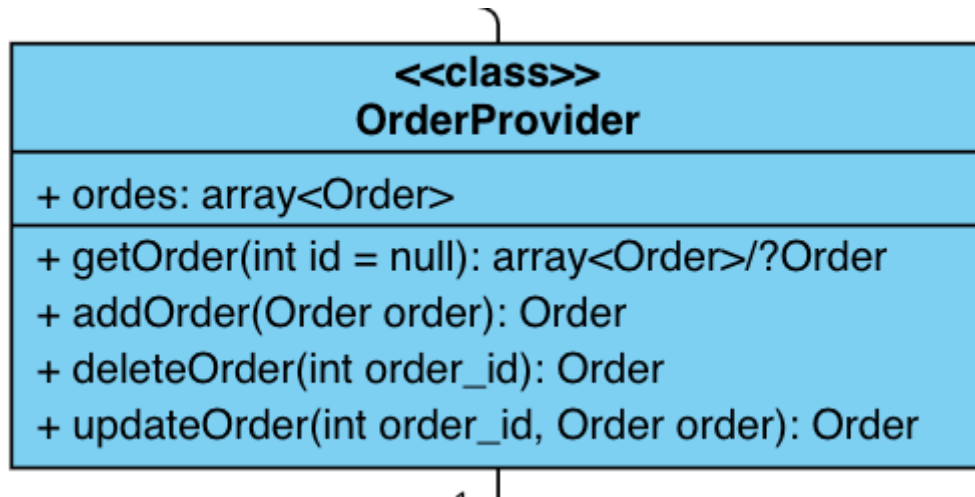 <<class>>
OrderProvider
+ ordes: array<Order>
+ getOrder(int id = null): array<Order>/?Order
+ addOrder(Order order): Order
+ deleteOrder(int order_id): Order
+ updateOrder(int order_id, Order order): Order